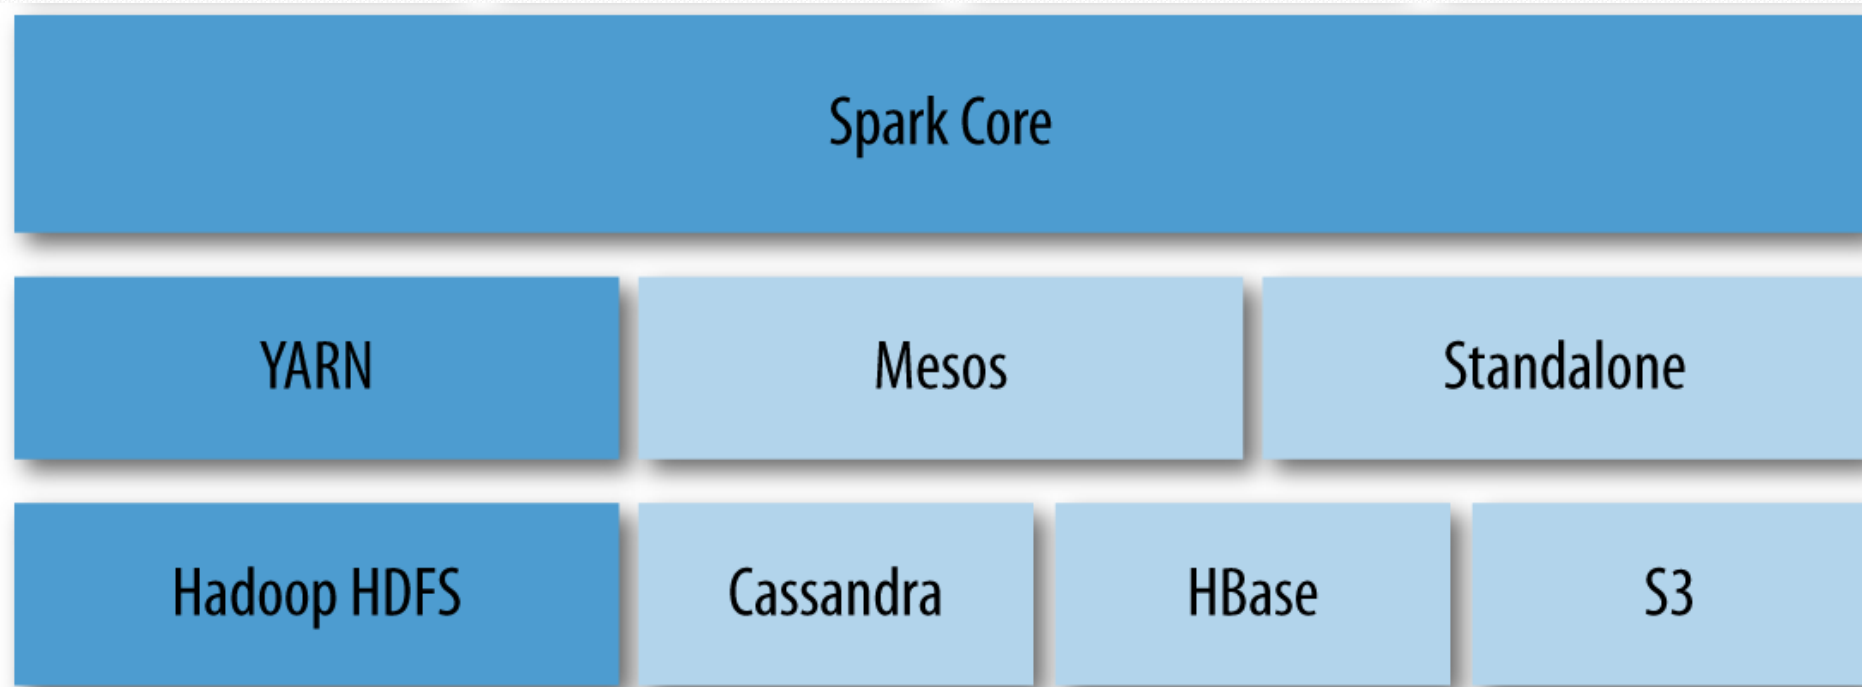 Spark Core
YARN
Mesos
Standalone
Hadoop HDFS
Cassandra
HBase
S3